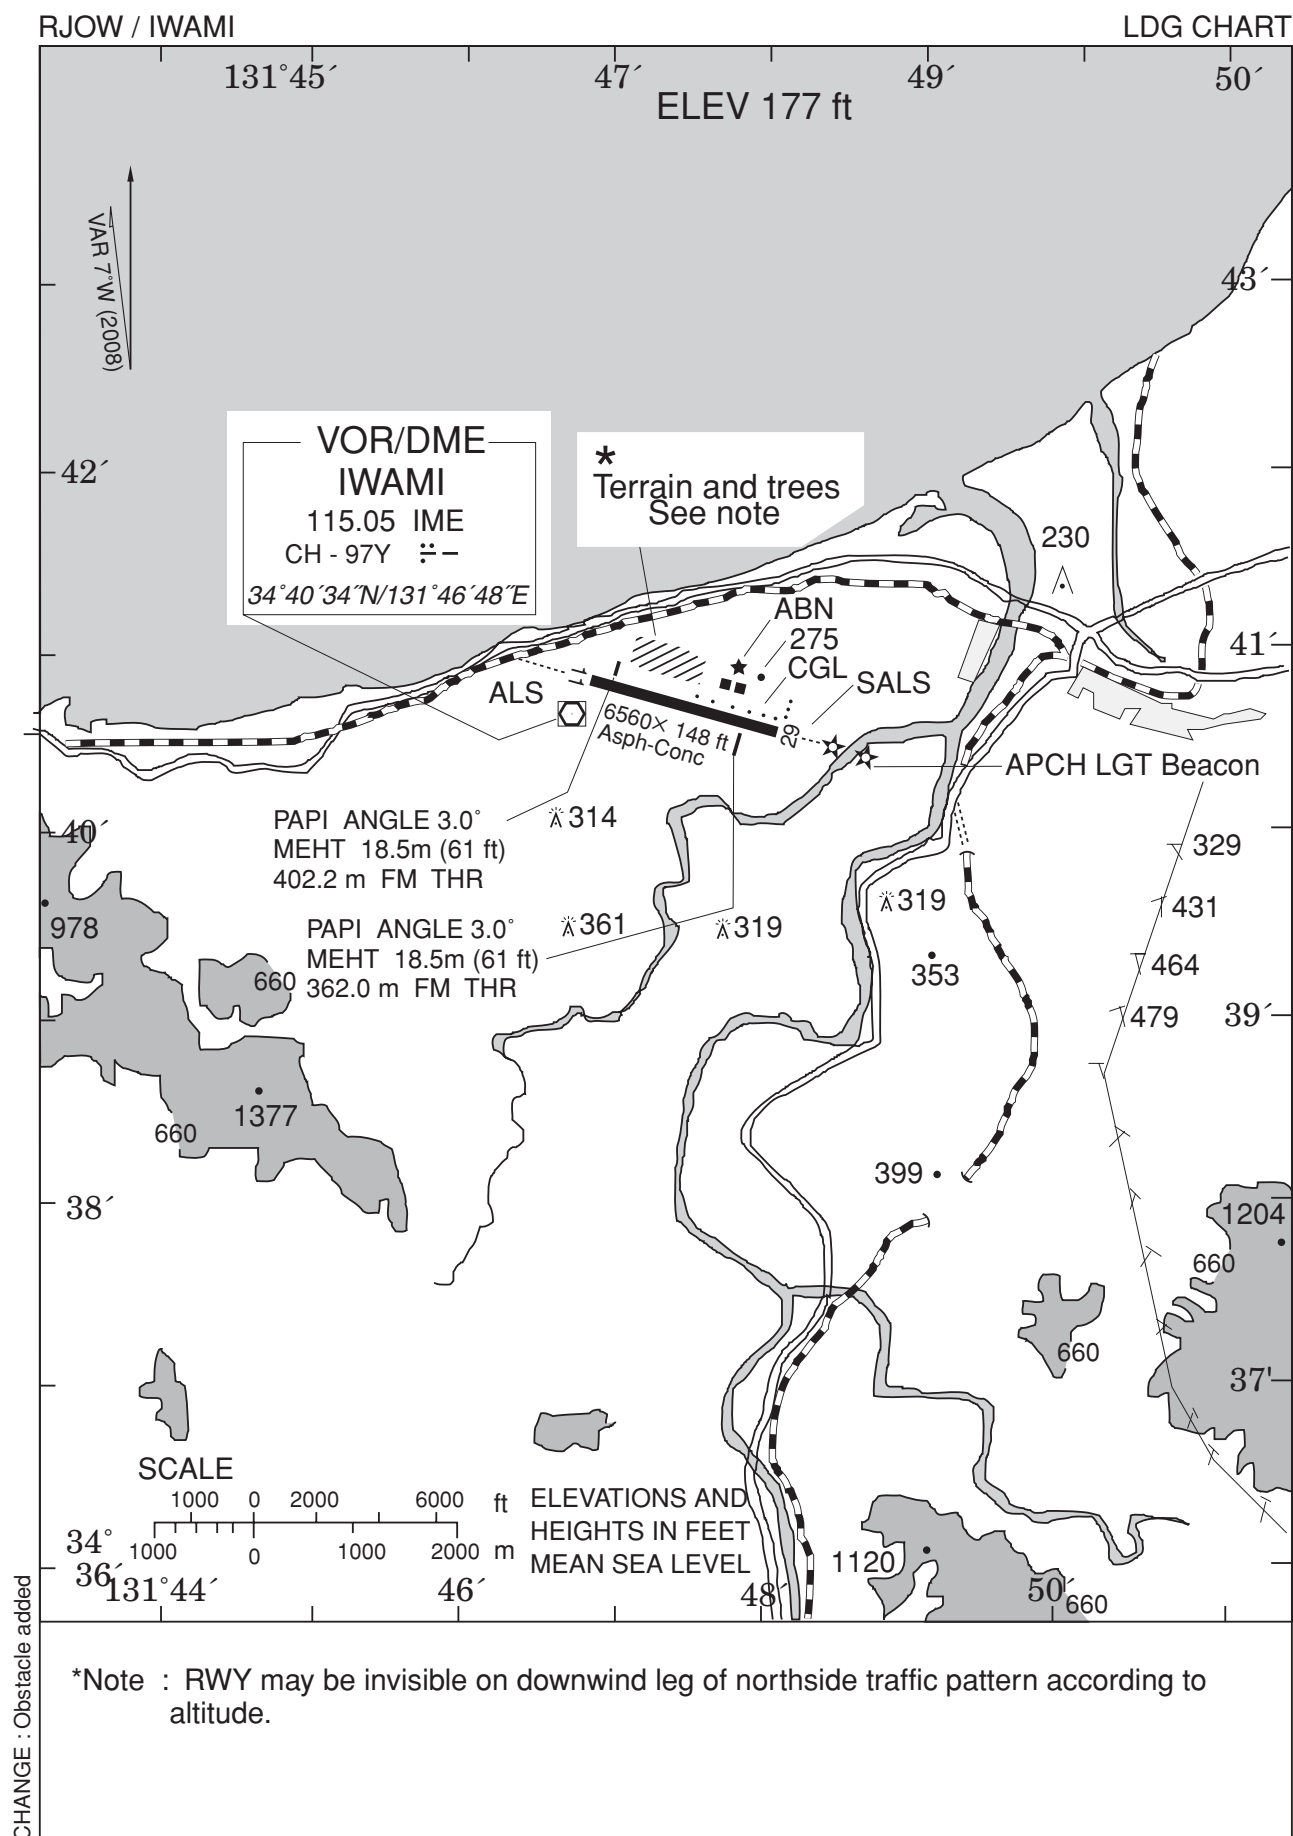 RJOW / IWAMI
LDG CHART
131°45´
47´
49´
50´
ELEV 177 ft
VAR 7°W (2008)
43´
42´
VOR/DME
IWAMI
115.05 IME
CH - 97Y
34°40´34˝N/131°46´48˝E
*
Terrain and trees
See note
230
ABN
275
CGL
SALS
41´
ALS
6560× 148 ft
Asph-Conc
29
APCH LGT Beacon
PAPI ANGLE 3.0°
MEHT 18.5m (61 ft)
402.2 m FM THR
314
40´
329
978
361
319
319
431
PAPI ANGLE 3.0°
MEHT 18.5m (61 ft)
362.0 m FM THR
660
353
464
479
39´
1377
660
399
38´
1204
660
660
37'
SCALE
1000 0 2000 6000 ft
1000 0 1000 2000 m
ELEVATIONS AND
HEIGHTS IN FEET
MEAN SEA LEVEL
34°
36´
131°44´
46´
48´
1120
50´
660
CHANGE : Obstacle added
*Note : RWY may be invisible on downwind leg of northside traffic pattern according to
altitude.